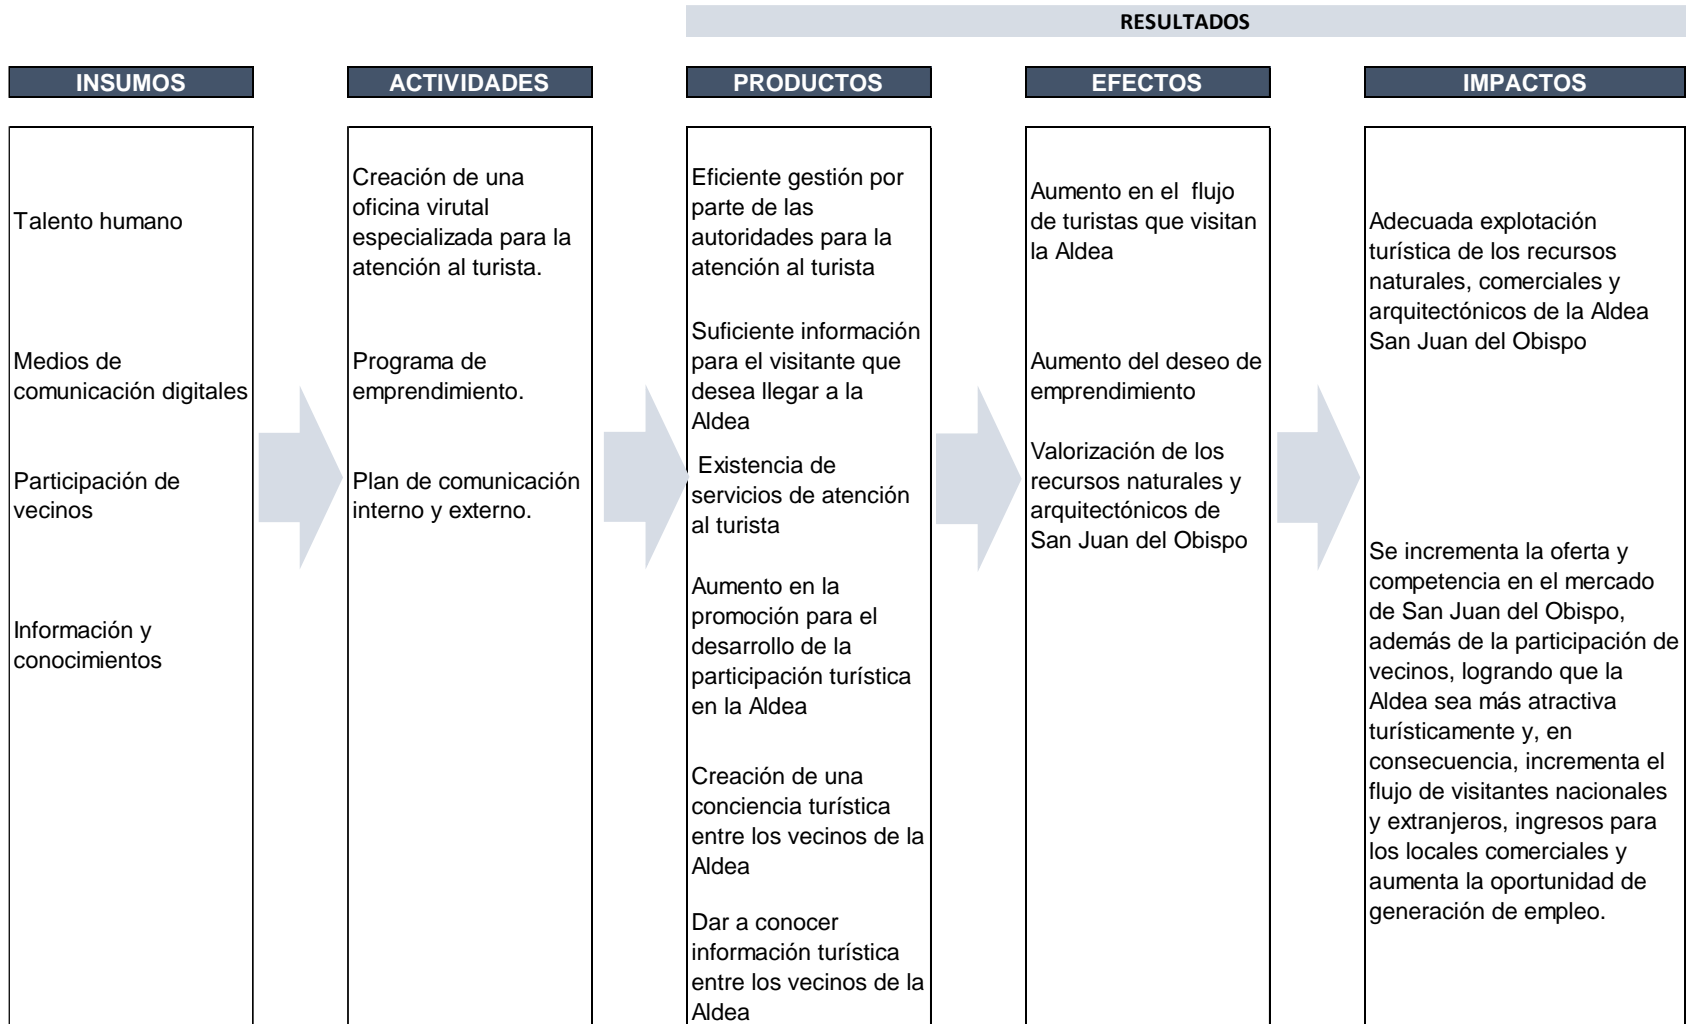 RESULTADOS
INSUMOS
ACTIVIDADES
PRODUCTOS
EFECTOS
IMPACTOS
Talento humano
Medios de
comunicación digitales
Participación de
vecinos
Información y
conocimientos
Creación de una
oficina virutal
especializada para la
atención al turista.
Programa de
emprendimiento.
Plan de comunicación
interno y externo.
Eficiente gestión por
parte de las
autoridades para la
atención al turista
Suficiente información
para el visitante que
desea llegar a la
Aldea
Existencia de
servicios de atención
al turista
Aumento en la
promoción para el
desarrollo de la
participación turística
en la Aldea
Creación de una
conciencia turística
entre los vecinos de la
Aldea
Dar a conocer
información turística
entre los vecinos de la
Aldea
Aumento en el  flujo
de turistas que visitan
la Aldea
Aumento del deseo de
emprendimiento
Valorización de los
recursos naturales y
arquitectónicos de
San Juan del Obispo
Adecuada explotación
turística de los recursos
naturales, comerciales y
arquitectónicos de la Aldea
San Juan del Obispo
Se incrementa la oferta y
competencia en el mercado
de San Juan del Obispo,
además de la participación de
vecinos, logrando que la
Aldea sea más atractiva
turísticamente y, en
consecuencia, incrementa el
flujo de visitantes nacionales
y extranjeros, ingresos para
los locales comerciales y
aumenta la oportunidad de
generación de empleo.